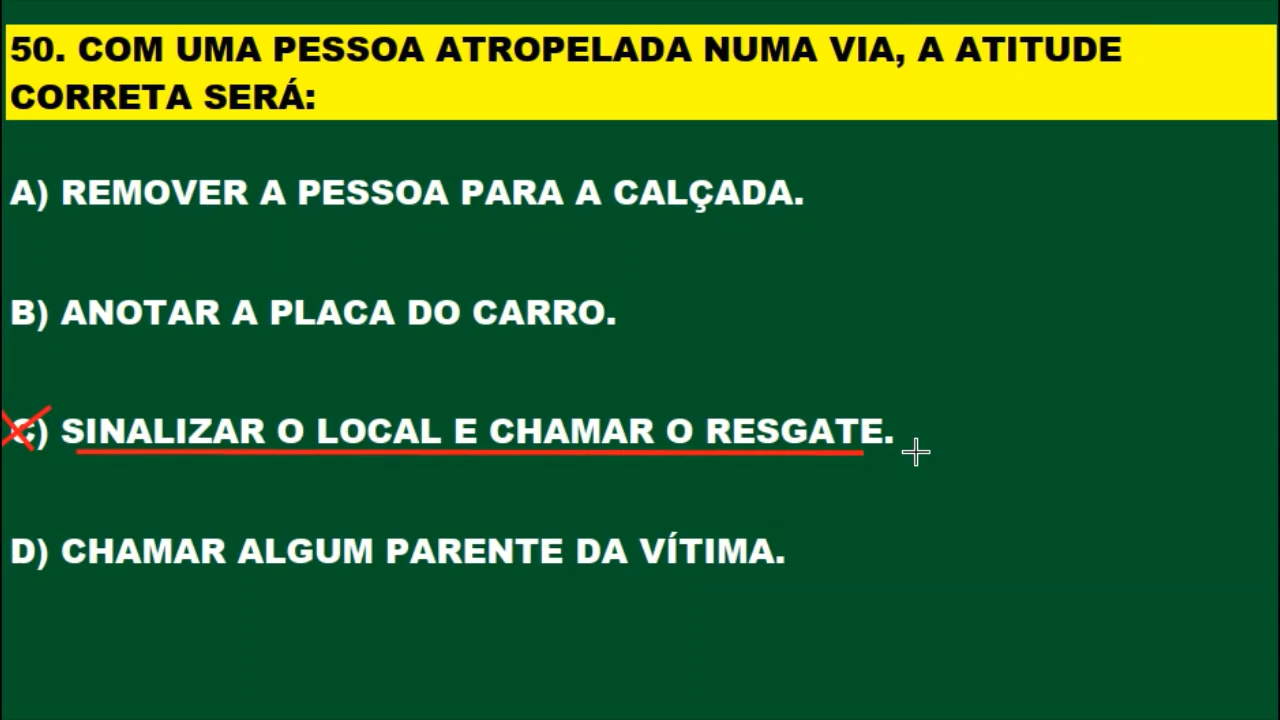 50. COM UMA PESSOA ATROPELADA NUMA VIA, A ATITUDE
CORRETA SERÁ:
A) REMOVER A PESSOA PARA A CALÇADA.
B) ANOTAR A PLACA DO CARRO.
C) SINALIZAR O LOCAL E CHAMAR O RESGATE.
D) CHAMAR ALGUM PARENTE DA VÍTIMA.